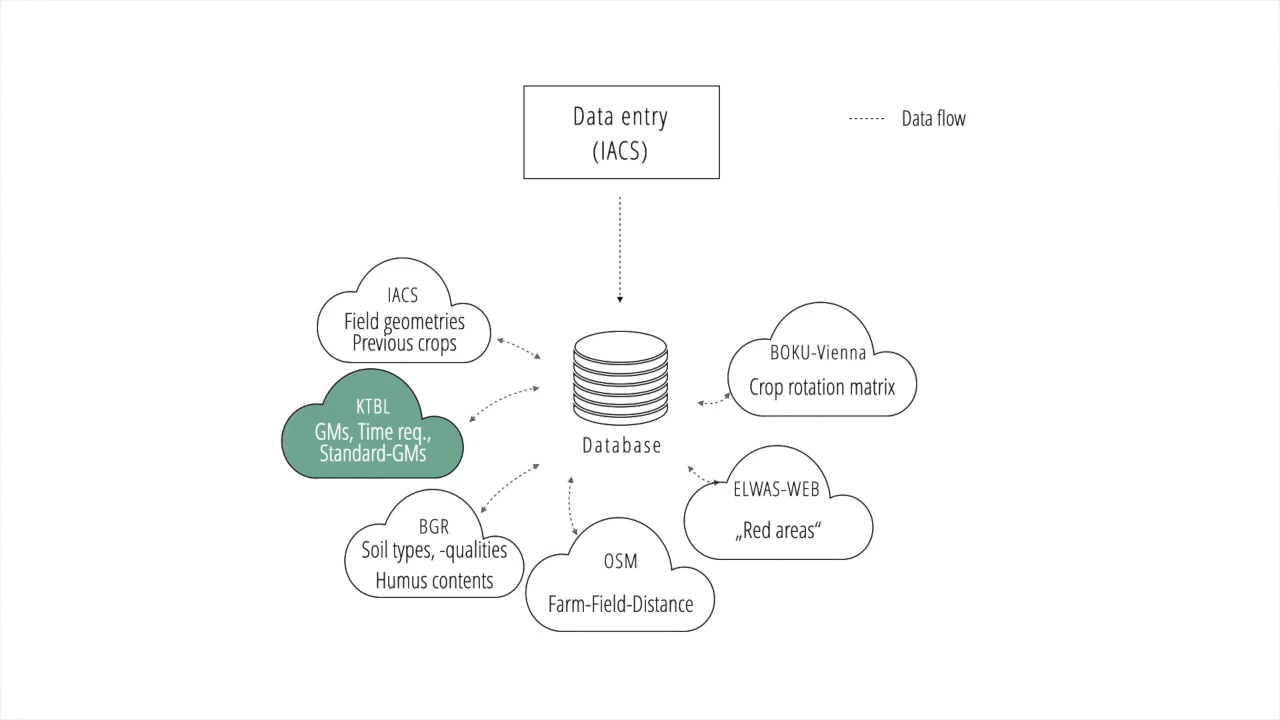 Data entry
(IACS)
Data flow
IACS
Field geometries
Previous crops
KTBL
GMs, Time req.,
Standard-GMs
BGR
Soil types, -qualities
Humus contents
Database
OSM
Farm-Field-Distance
BOKU-Vienna
Crop rotation matrix
ELWAS-WEB
„Red areas“